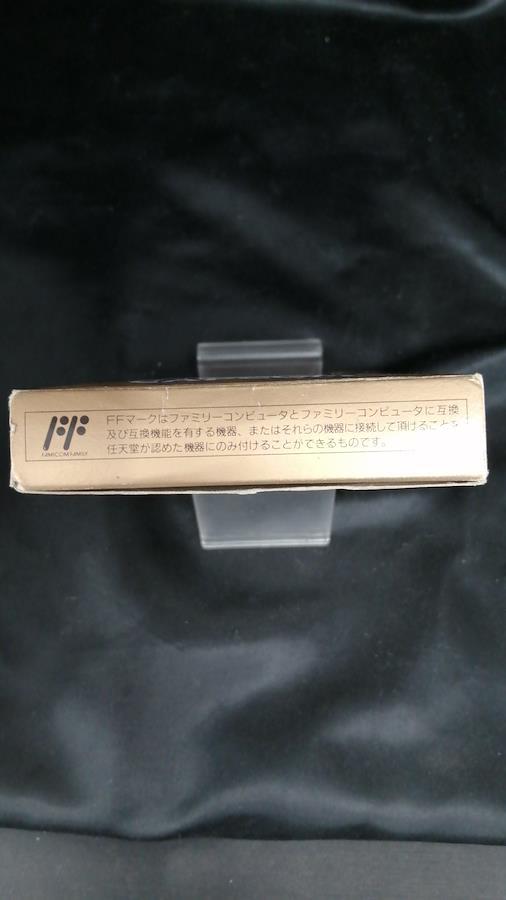 FFマークはファミリーコンピュータとファミリーコンピュータに互換
及び互換機能を有する機器、またはそれらの機器に接続して頂けることを
任天堂が認めた機器にのみ付けることができるものです。
FAMICOM FAMILY